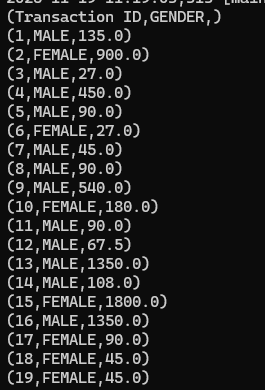 (Transaction ID,GENDER,)
(1,MALE,135.0)
(2,FEMALE,900.0)
(3,MALE,27.0)
(4,MALE,450.0)
(5,MALE,90.0)
(6,FEMALE,27.0)
(7,MALE,45.0)
(8,MALE,90.0)
(9,MALE,540.0)
(10,FEMALE,180.0)
(11,MALE,90.0)
(12,MALE,67.5)
(13,MALE,1350.0)
(14,MALE,108.0)
(15,FEMALE,1800.0)
(16,MALE,1350.0)
(17,FEMALE,90.0)
(18,FEMALE,45.0)
(19,FEMALE,45.0)